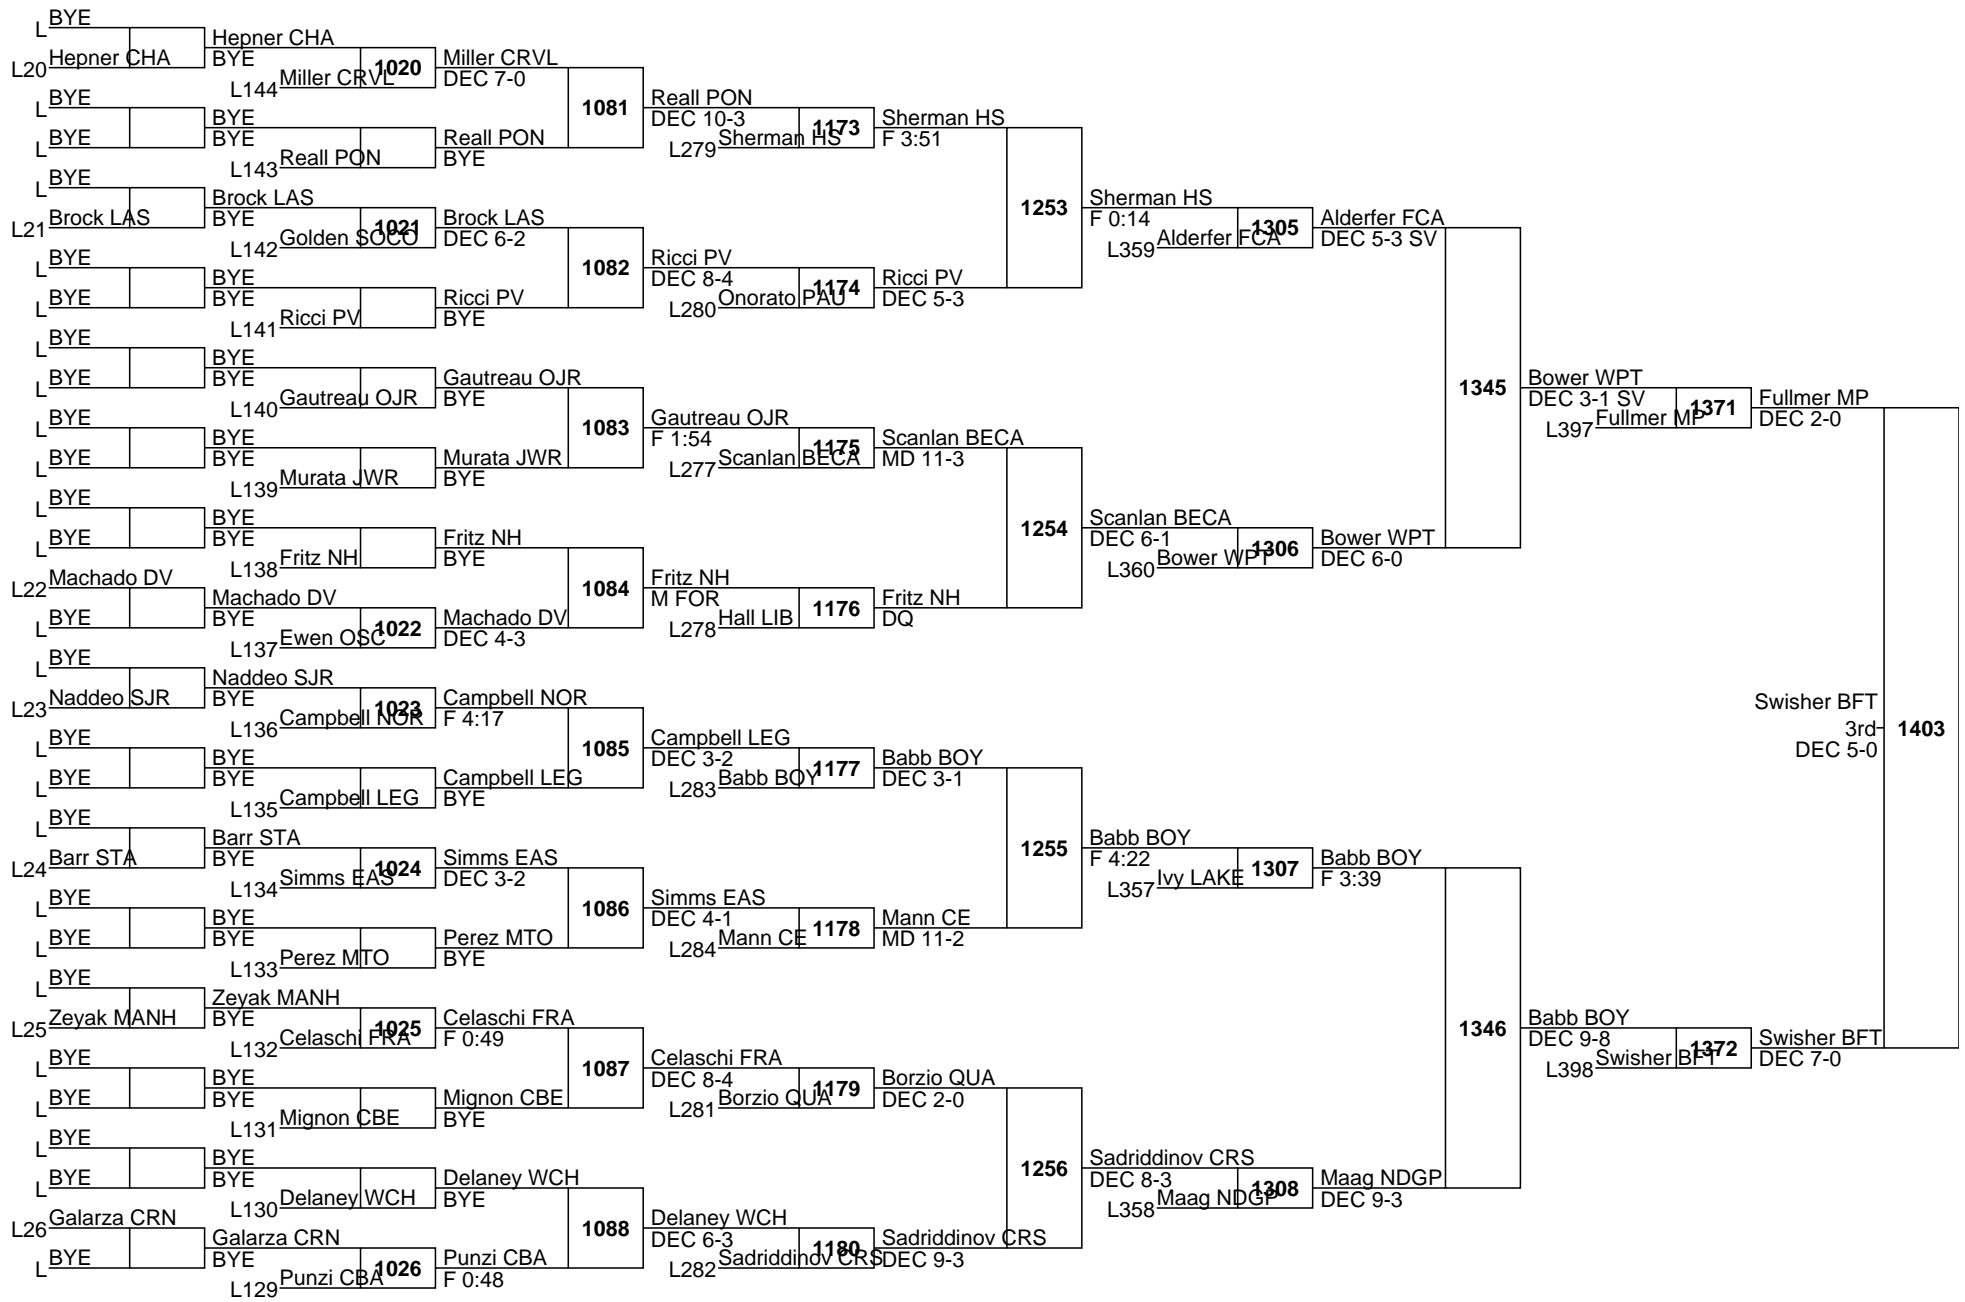 BYE
L
Hepner CHA
L20
Hepner CHA
BYE
1020
L144 Miller CRVL
Miller CRVL
DEC 7-0
BYE
L
BYE
L
BYE
BYE
L143 Reall PON
Reall PON
BYE
1081
Reall PON
DEC 10-3
1173
L279 Sherman HS
Sherman HS
F 3:51
BYE
L
Brock LAS
L21
Brock LAS
BYE
1021
L142 Golden SOCO
Brock LAS
DEC 6-2
BYE
L
BYE
L
BYE
BYE
L141 Ricci PV
Ricci PV
BYE
1082
Ricci PV
DEC 8-4
1174
L280 Onorato PAU
Ricci PV
DEC 5-3
1253
Sherman HS
F 0:14
1305
L359 Alderfer FCA
Alderfer FCA
DEC 5-3 SV
BYE
L
BYE
L
BYE
BYE
L140 Gautreau OJR
Gautreau OJR
BYE
BYE
L
BYE
L
BYE
BYE
L139 Murata JWR
Murata JWR
BYE
1083
Gautreau OJR
F 1:54
1175
L277 Scanlan BECA
Scanlan BECA
MD 11-3
BYE
L
BYE
L
BYE
BYE
L138 Fritz NH
Fritz NH
BYE
L22 Machado DV
BYE
L
Machado DV
BYE
1022
L137 Ewen OSC
Machado DV
DEC 4-3
1084
Fritz NH
M FOR
1176
L278 Hall LIB
Fritz NH
DQ
1254
Scanlan BECA
DEC 6-1
1306
L360 Bower WPT
Bower WPT
DEC 6-0
1345
Bower WPT
DEC 3-1 SV
1371
L397 Fullmer MP
Fullmer MP
DEC 2-0
BYE
L
Naddeo SJR
L23
Naddeo SJR
BYE
1023
L136 Campbell NOR
Campbell NOR
F 4:17
BYE
L
BYE
L
BYE
BYE
L135 Campbell LEG
Campbell LEG
BYE
1085
Campbell LEG
DEC 3-2
1177
L283 Babb BOY
Babb BOY
DEC 3-1
BYE
L
Barr STA
L24
Barr STA
BYE
1024
L134 Simms EAS
Simms EAS
DEC 3-2
BYE
L
BYE
L
BYE
BYE
L133 Perez MTO
Perez MTO
BYE
1086
Simms EAS
DEC 4-1
1178
L284 Mann CE
Mann CE
MD 11-2
1255
Babb BOY
F 4:22
1307
L357 Ivy LAKE
Babb BOY
F 3:39
BYE
L
Zeyak MANH
L25
Zeyak MANH
BYE
1025
L132 Celaschi FRA
Celaschi FRA
F 0:49
BYE
L
BYE
L
BYE
BYE
L131 Mignon CBE
Mignon CBE
BYE
1087
Celaschi FRA
DEC 8-4
1179
L281 Borzio QUA
Borzio QUA
DEC 2-0
BYE
L
BYE
L
BYE
BYE
L130 Delaney WCH
Delaney WCH
BYE
L26 Galarza CRN
BYE
L
Galarza CRN
BYE
1026
L129 Punzi CBA
Punzi CBA
F 0:48
1088
Delaney WCH
DEC 6-3
1180
L282 Sadriddinov CRS
Sadriddinov CRS
DEC 9-3
1256
Sadriddinov CRS
DEC 8-3
1308
L358 Maag NDGP
Maag NDGP
DEC 9-3
1346
Babb BOY
DEC 9-8
1372
L398 Swisher BFT
Swisher BFT
DEC 7-0
1403
Swisher BFT
3rd
DEC 5-0